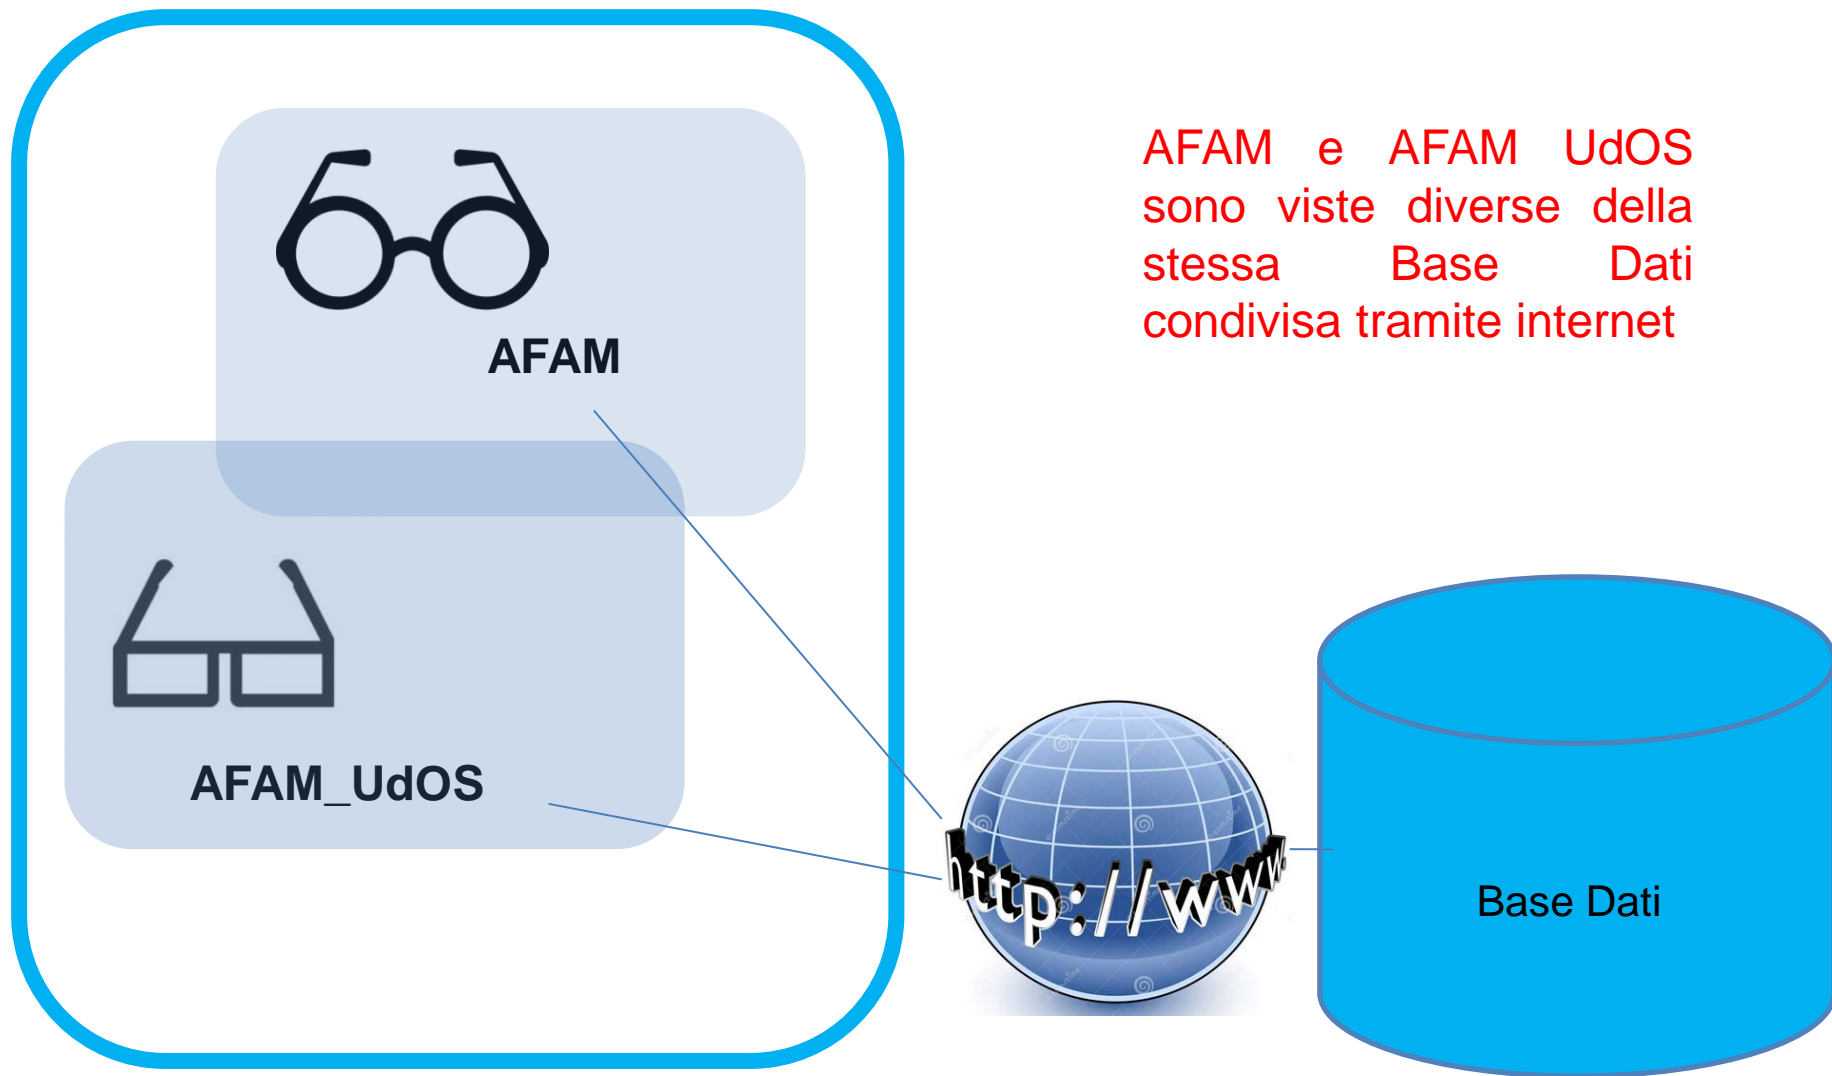 AFAM e AFAM UdOS
sono viste diverse della
stessa Base Dati
condivisa tramite internet
AFAM
AFAM_UdOS
http://www.
Base Dati